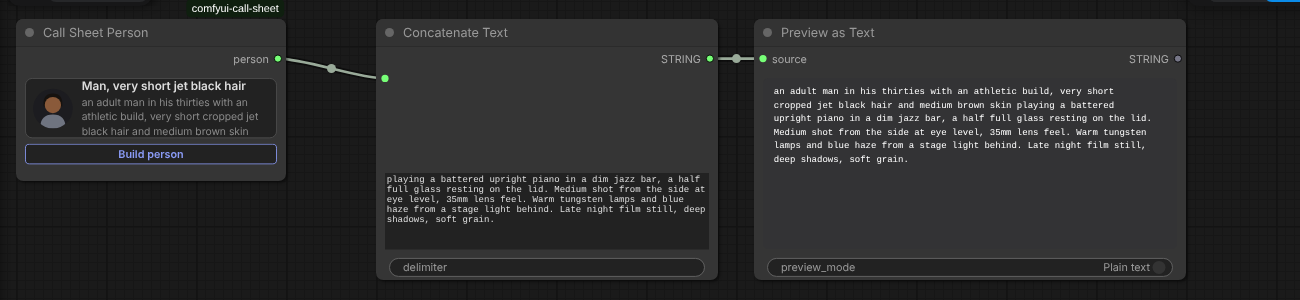 comfyui-call-sheet
Call Sheet Person
person
Man, very short jet black hair
an adult man in his thirties with an
athletic build, very short cropped jet
black hair and medium brown skin
Build person
Concatenate Text
STRING
playing a battered upright piano in a dim jazz bar, a half
full glass resting on the lid. Medium shot from the side at
eye level, 35mm lens feel. Warm tungsten lamps and blue
haze from a stage light behind. Late night film still, deep
shadows, soft grain.
delimiter
Preview as Text
source
STRING
an adult man in his thirties with an athletic build, very short
cropped jet black hair and medium brown skin playing a battered
upright piano in a dim jazz bar, a half full glass resting on the lid.
Medium shot from the side at eye level, 35mm lens feel. Warm tungsten
lamps and blue haze from a stage light behind. Late night film still,
deep shadows, soft grain.
preview_mode
Plain text